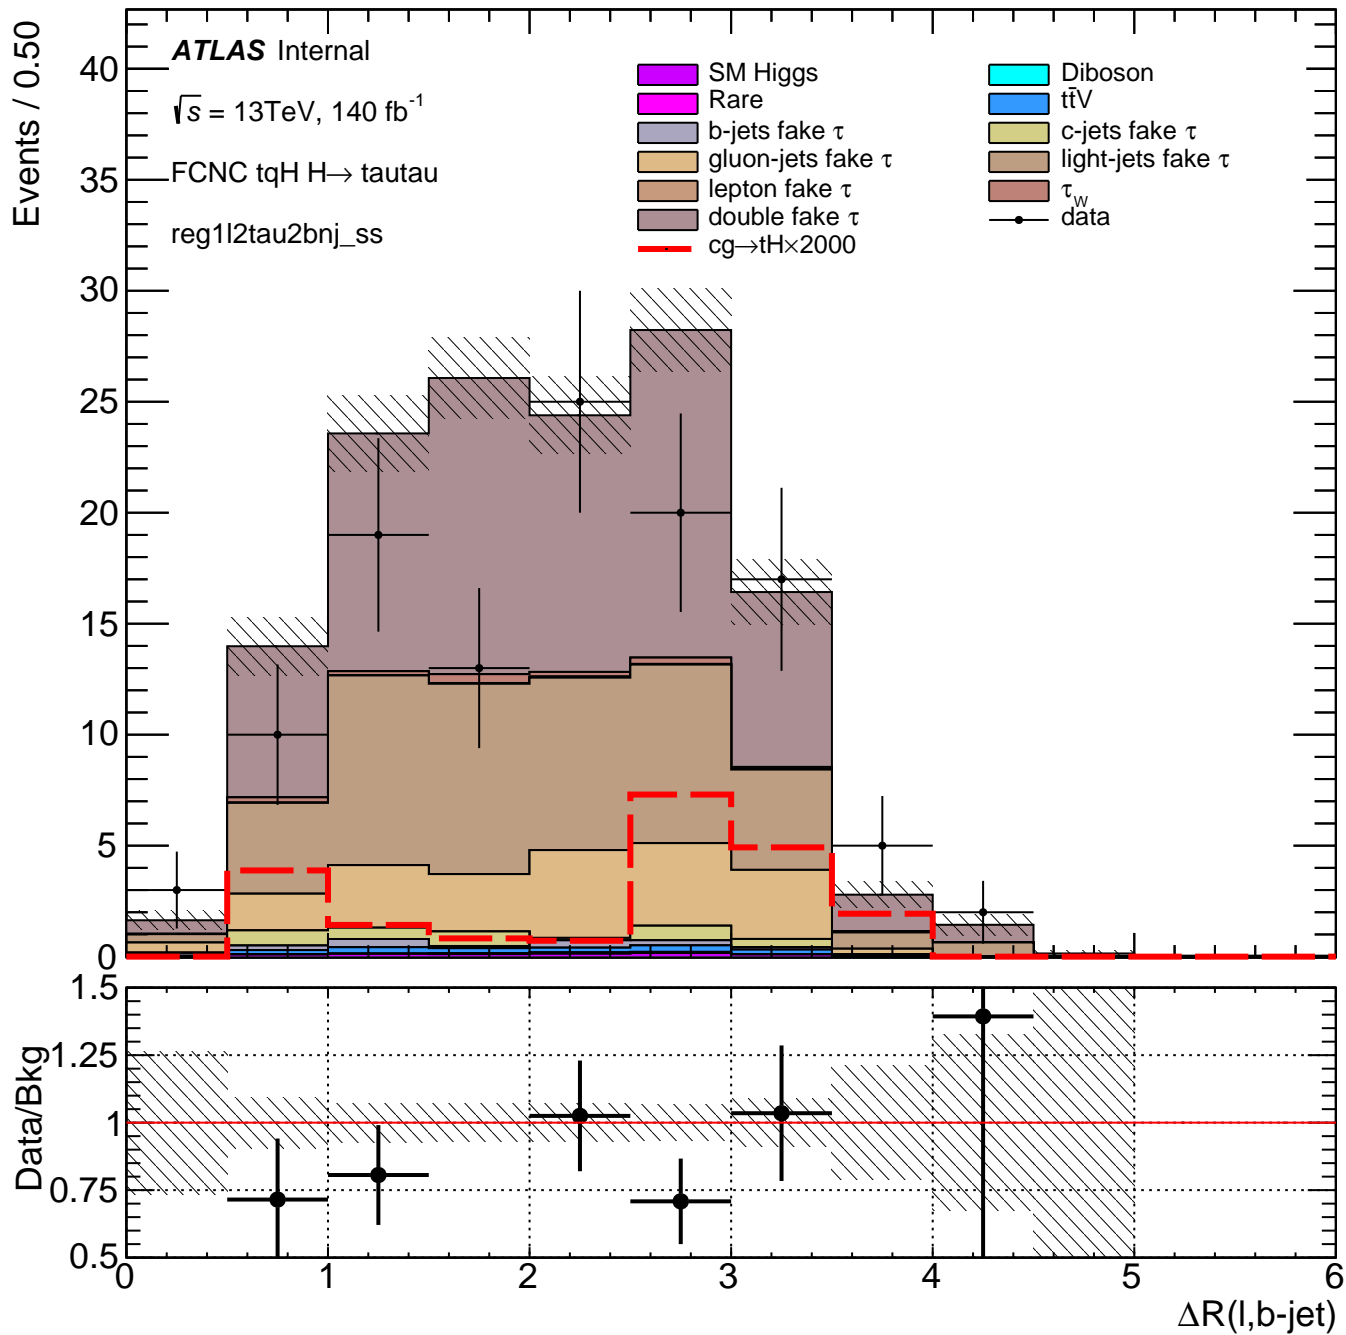 Events / 0.50
ATLAS Internal
√s = 13TeV, 140 fb⁻¹
FCNC tqH H→ tautau
reg1l2tau2bnj_ss
SM Higgs
Diboson
Rare
tt̄V
b-jets fake τ
c-jets fake τ
gluon-jets fake τ
light-jets fake τ
lepton fake τ
τ_W
double fake τ
data
cg→tH×2000
40
35
30
25
20
15
10
5
0
Data/Bkg
1.5
1.25
1
0.75
0.5
0 1 2 3 4 5 6
ΔR(l,b-jet)